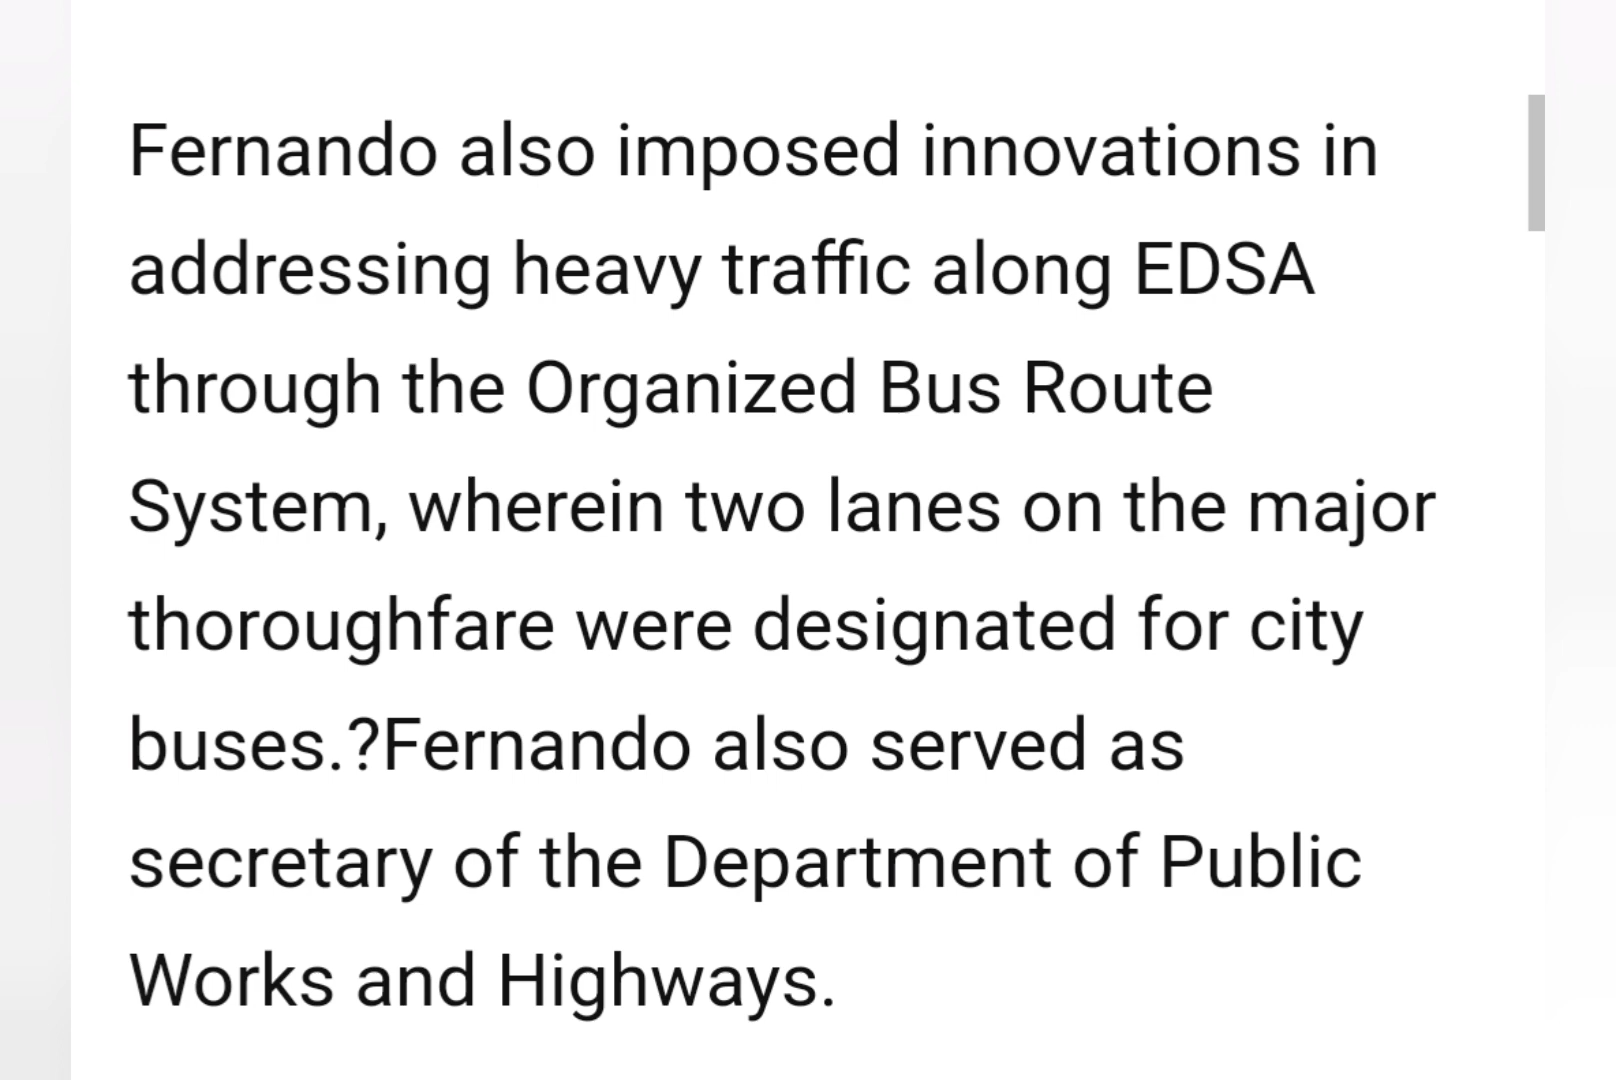 Fernando also imposed innovations in
addressing heavy traffic along EDSA
through the Organized Bus Route
System, wherein two lanes on the major
thoroughfare were designated for city
buses.?Fernando also served as
secretary of the Department of Public
Works and Highways.